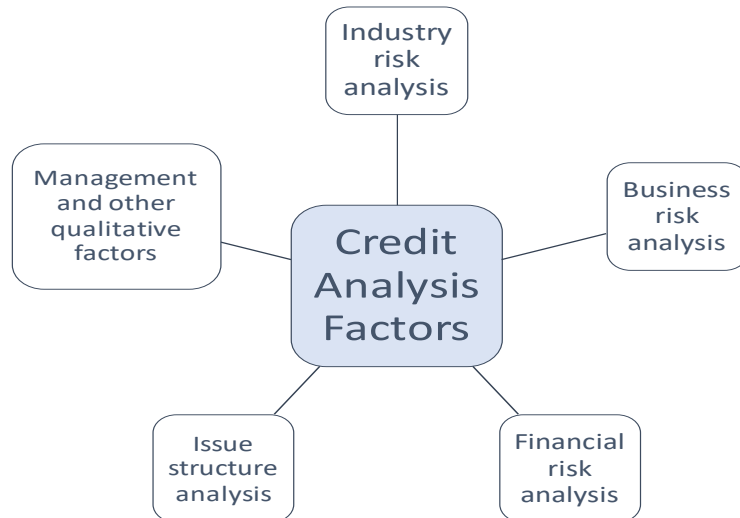 Industry
risk
analysis
Management
and other
qualitative
factors
Business
risk
analysis
Credit
Analysis
Factors
Issue
structure
analysis
Financial
risk
analysis